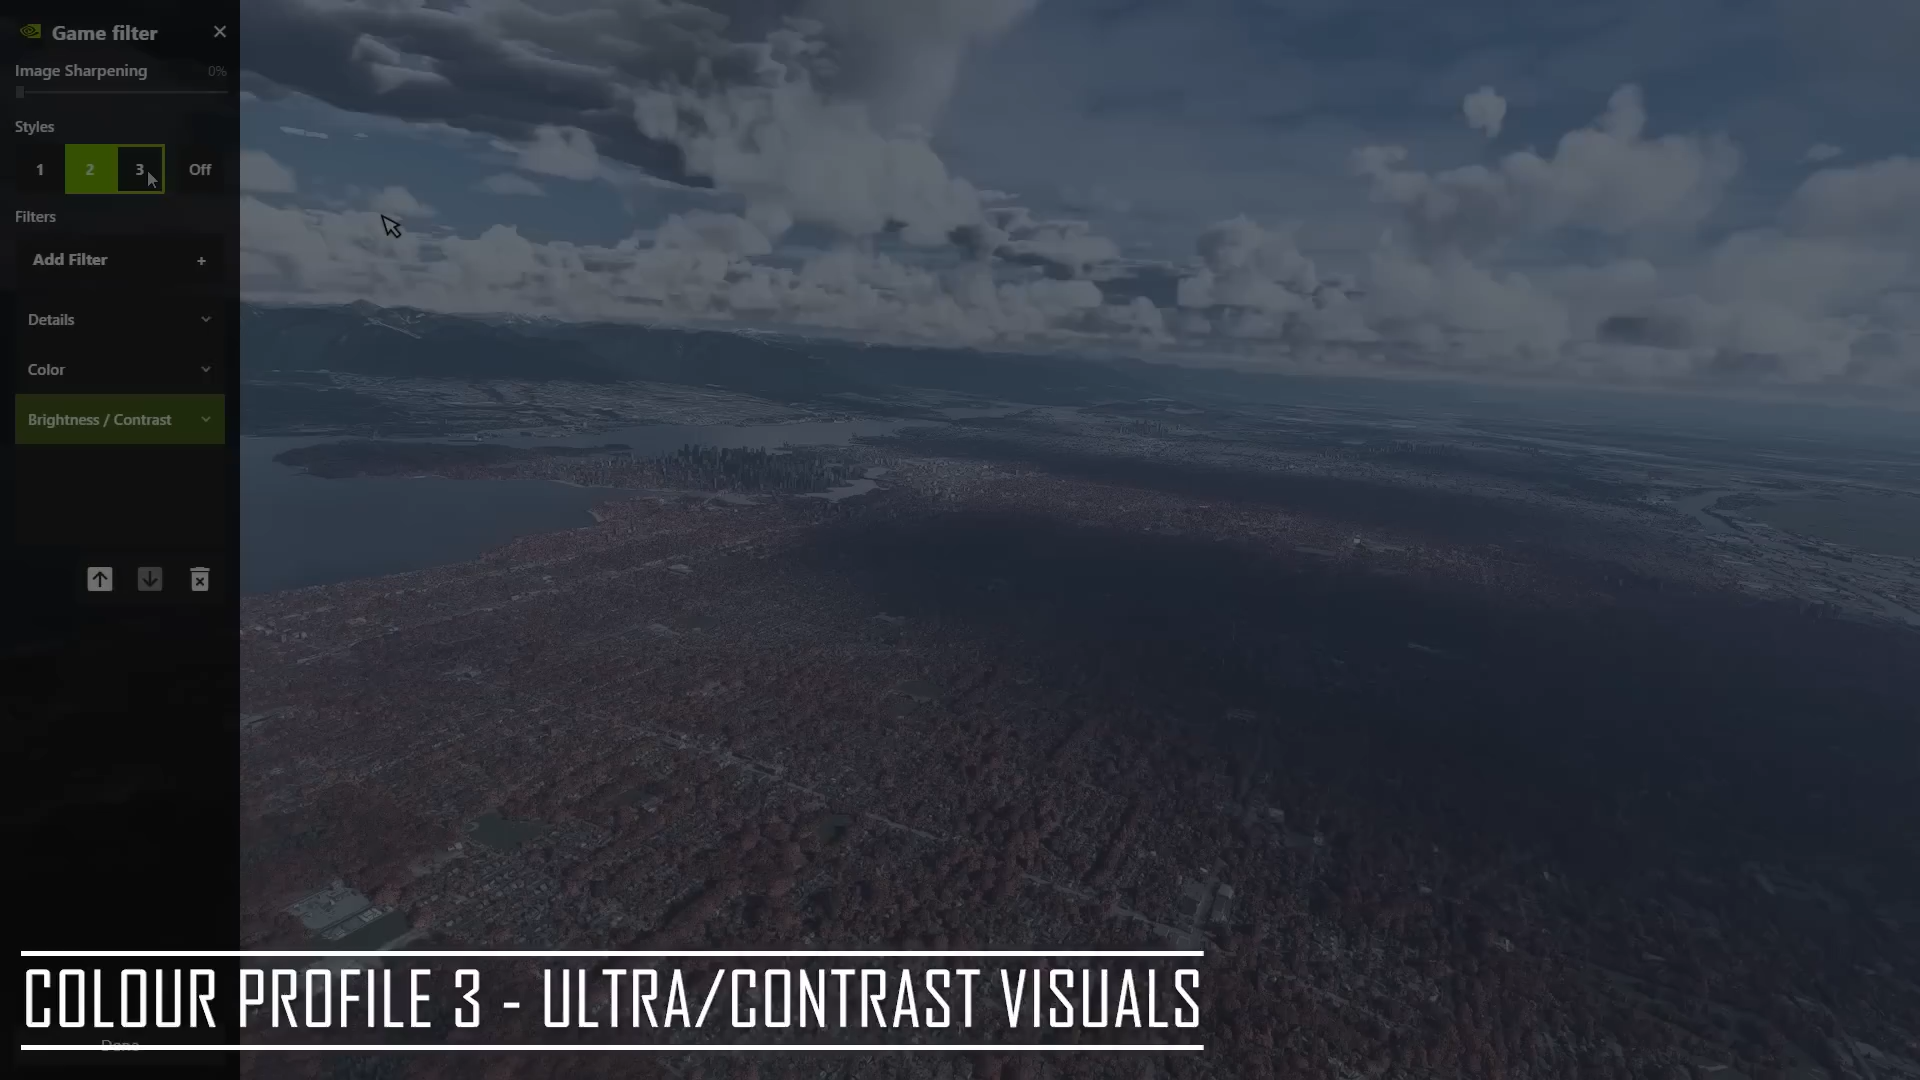 Game filter
Image Sharpening 0%
Styles
1 2 3 Off
Filters
Add Filter +
Details
Color
Brightness / Contrast
COLOUR PROFILE 3 - ULTRA/CONTRAST VISUALS
Done